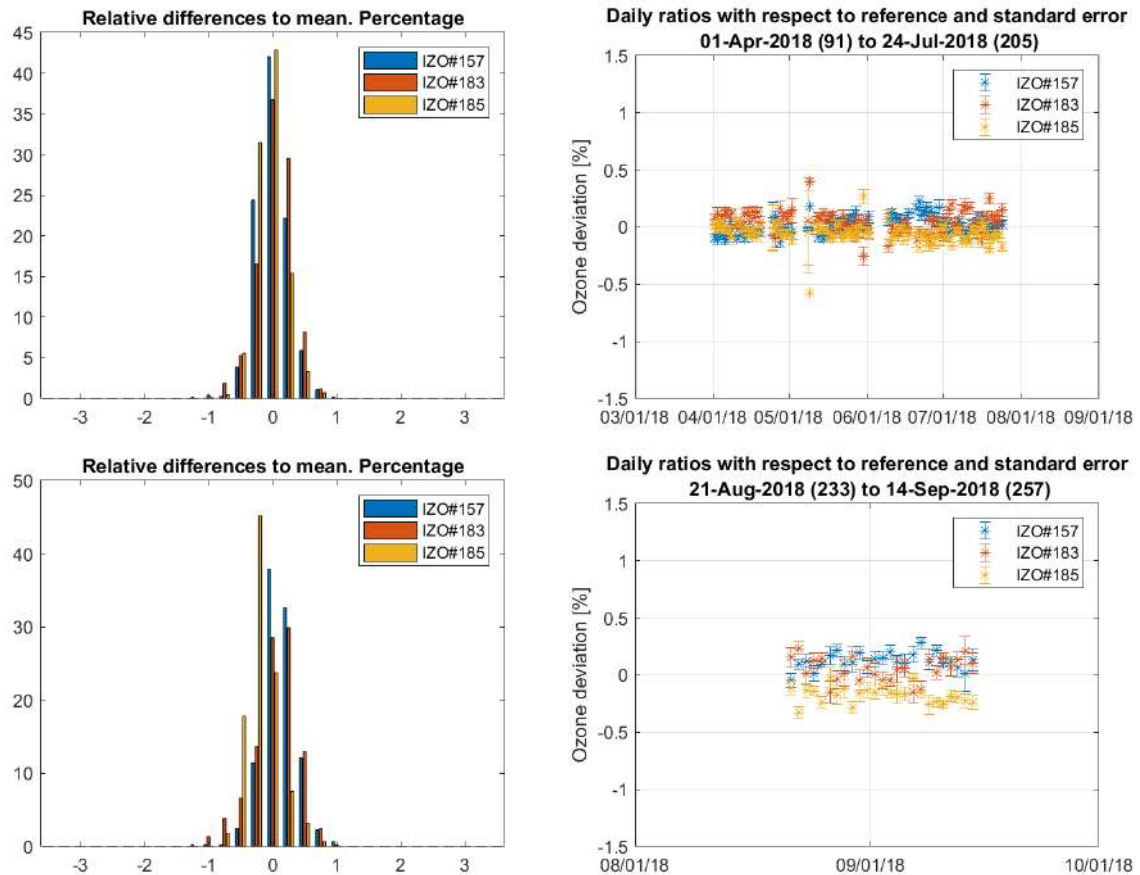 Relative differences to mean. Percentage
45
40
35
30
25
20
15
10
5
0
-3 -2 -1 0 1 2 3
IZO#157
IZO#183
IZO#185
Daily ratios with respect to reference and standard error
01-Apr-2018 (91) to 24-Jul-2018 (205)
Ozone deviation [%]
1.5
1
0.5
0
-0.5
-1
-1.5
03/01/18 04/01/18 05/01/18 06/01/18 07/01/18 08/01/18 09/01/18
IZO#157
IZO#183
IZO#185
Relative differences to mean. Percentage
50
40
30
20
10
0
-3 -2 -1 0 1 2 3
IZO#157
IZO#183
IZO#185
Daily ratios with respect to reference and standard error
21-Aug-2018 (233) to 14-Sep-2018 (257)
Ozone deviation [%]
1.5
1
0.5
0
-0.5
-1
-1.5
08/01/18 09/01/18 10/01/18
IZO#157
IZO#183
IZO#185